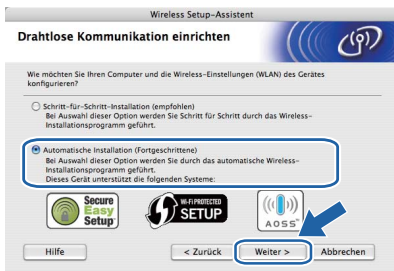 Wireless Setup-Assistent
Drahtlose Kommunikation einrichten
Wie möchten Sie Ihren Computer und die Wireless-Einstellungen (WLAN) des Gerätes
konfigurieren?
Schritt-für-Schritt-Installation (empfohlen)
Bei Auswahl dieser Option werden Sie Schritt für Schritt durch das Wireless-
Installationsprogramm geführt.
Automatische Installation (Fortgeschrittene)
Bei Auswahl dieser Option werden Sie durch das automatische Wireless-
Installationsprogramm geführt.
Dieses Gerät unterstützt die folgenden Systeme:
Secure
Easy
Setup
Wi-Fi PROTECTED
SETUP
AOSS
Hilfe
< Zurück
Weiter >
Abbrechen